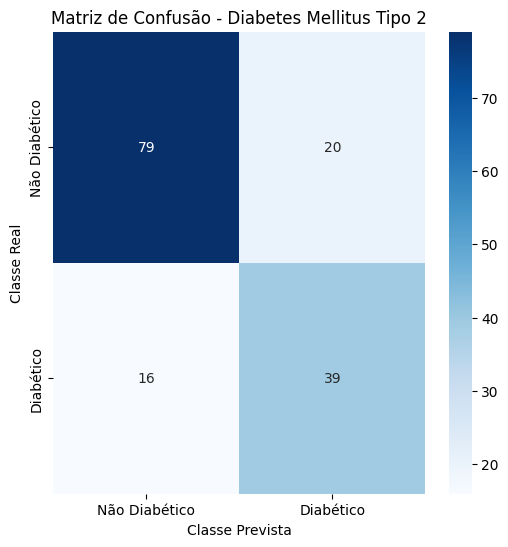 Matriz de Confusão - Diabetes Mellitus Tipo 2
Classe Real
Não Diabético
79
20
Diabético
16
39
Não Diabético
Diabético
Classe Prevista
70
60
50
40
30
20